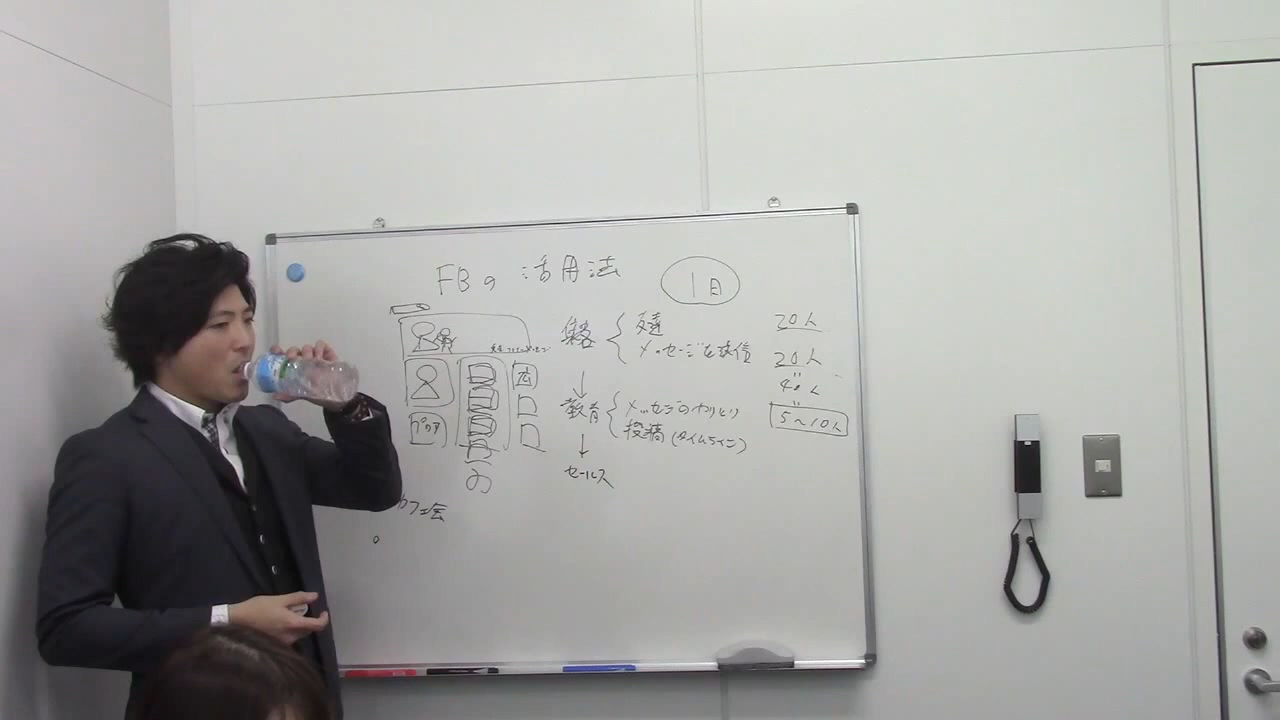 FBの活用法
1日
集客
友達
メッセージを送信
20人
20人
40人
5〜10人
教育
メッセージのやりとり
投稿(タイムライン)
セールス
広
カフェ会